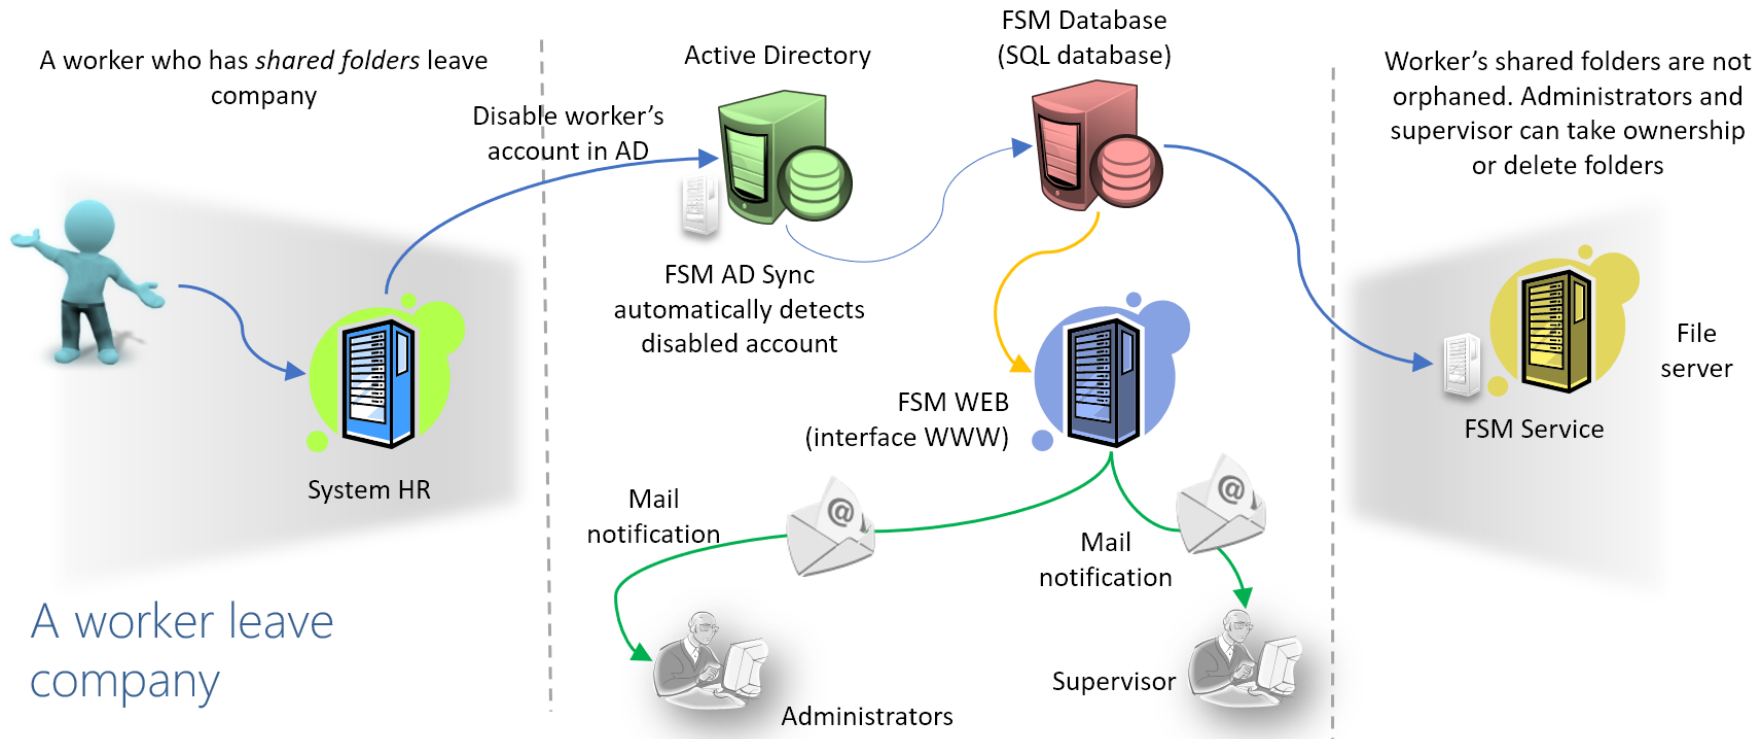 A worker who has shared folders leave
company
System HR
A worker leave
company
Disable worker's
account in AD
Active Directory
FSM AD Sync
automatically detects
disabled account
FSM Database
(SQL database)
FSM WEB
(interface WWW)
Mail
notification
Administrators
Mail
notification
Supervisor
Worker's shared folders are not
orphaned. Administrators and
supervisor can take ownership
or delete folders
File
server
FSM Service